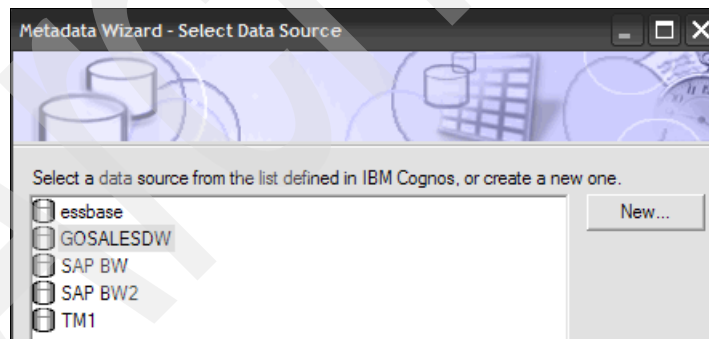 Metadata Wizard - Select Data Source
Select a data source from the list defined in IBM Cognos, or create a new one.
essbase
New...
GOSALESDW
SAP BW
SAP BW2
TM1